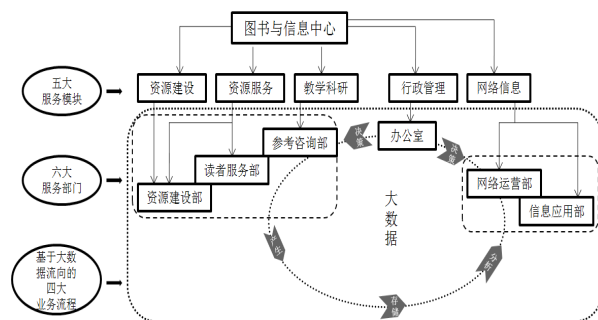 图书与信息中心
五大
服务模块
资源建设
资源服务
教学科研
行政管理
网络信息
六大
服务部门
参考咨询部
读者服务部
资源建设部
决策
办公室
决策
网络运营部
信息应用部
大数据
基于大数
据流向的
四大
业务流程
产生
存储
分析